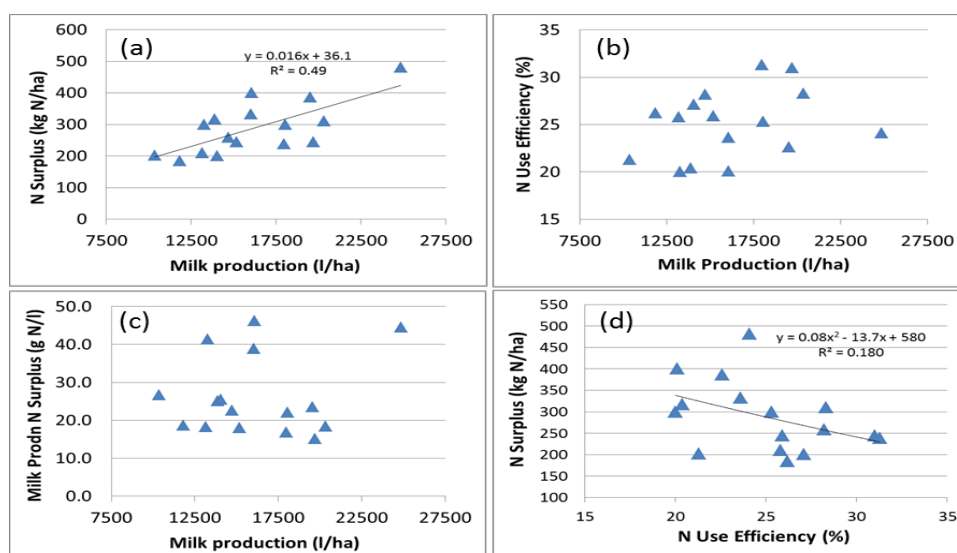 (a)
y = 0.016x + 36.1
R² = 0.49
N Surplus (kg N/ha)
600
500
400
300
200
100
0
7500 12500 17500 22500 27500
Milk production (l/ha)
(b)
N Use Efficiency (%)
35
30
25
20
15
7500 12500 17500 22500 27500
Milk Production (l/ha)
(c)
Milk Prodn N Surplus (g N/l)
50.0
40.0
30.0
20.0
10.0
0.0
7500 12500 17500 22500 27500
Milk production (l/ha)
(d)
y = 0.08x² - 13.7x + 580
R² = 0.180
N Surplus (kg N/ha)
550
500
450
400
350
300
250
200
150
100
15 20 25 30 35
N Use Efficiency (%)